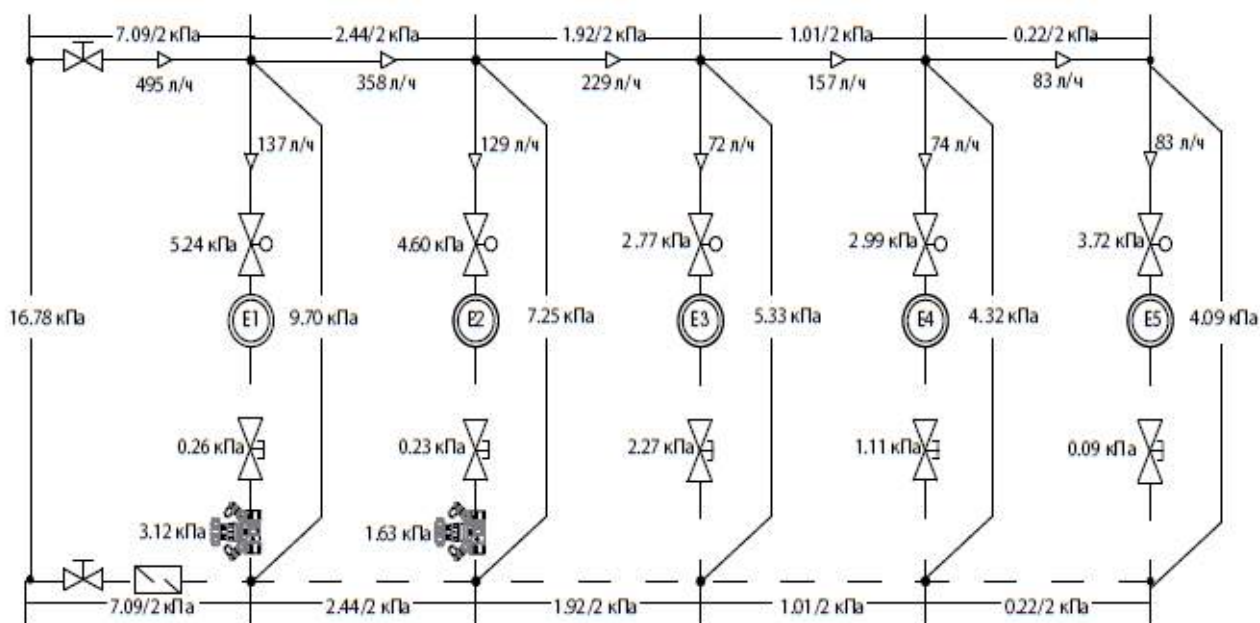 7.09/2 кПа 2.44/2 кПа 1.92/2 кПа 1.01/2 кПа 0.22/2 кПа
495 л/ч 358 л/ч 229 л/ч 157 л/ч 83 л/ч
137 л/ч 129 л/ч 72 л/ч 74 л/ч 83 л/ч
5.24 кПа 4.60 кПа 2.77 кПа 2.99 кПа 3.72 кПа
16.78 кПа E1 9.70 кПа E2 7.25 кПа E3 5.33 кПа E4 4.32 кПа E5 4.09 кПа
0.26 кПа 0.23 кПа 2.27 кПа 1.11 кПа 0.09 кПа
3.12 кПа 1.63 кПа
7.09/2 кПа 2.44/2 кПа 1.92/2 кПа 1.01/2 кПа 0.22/2 кПа